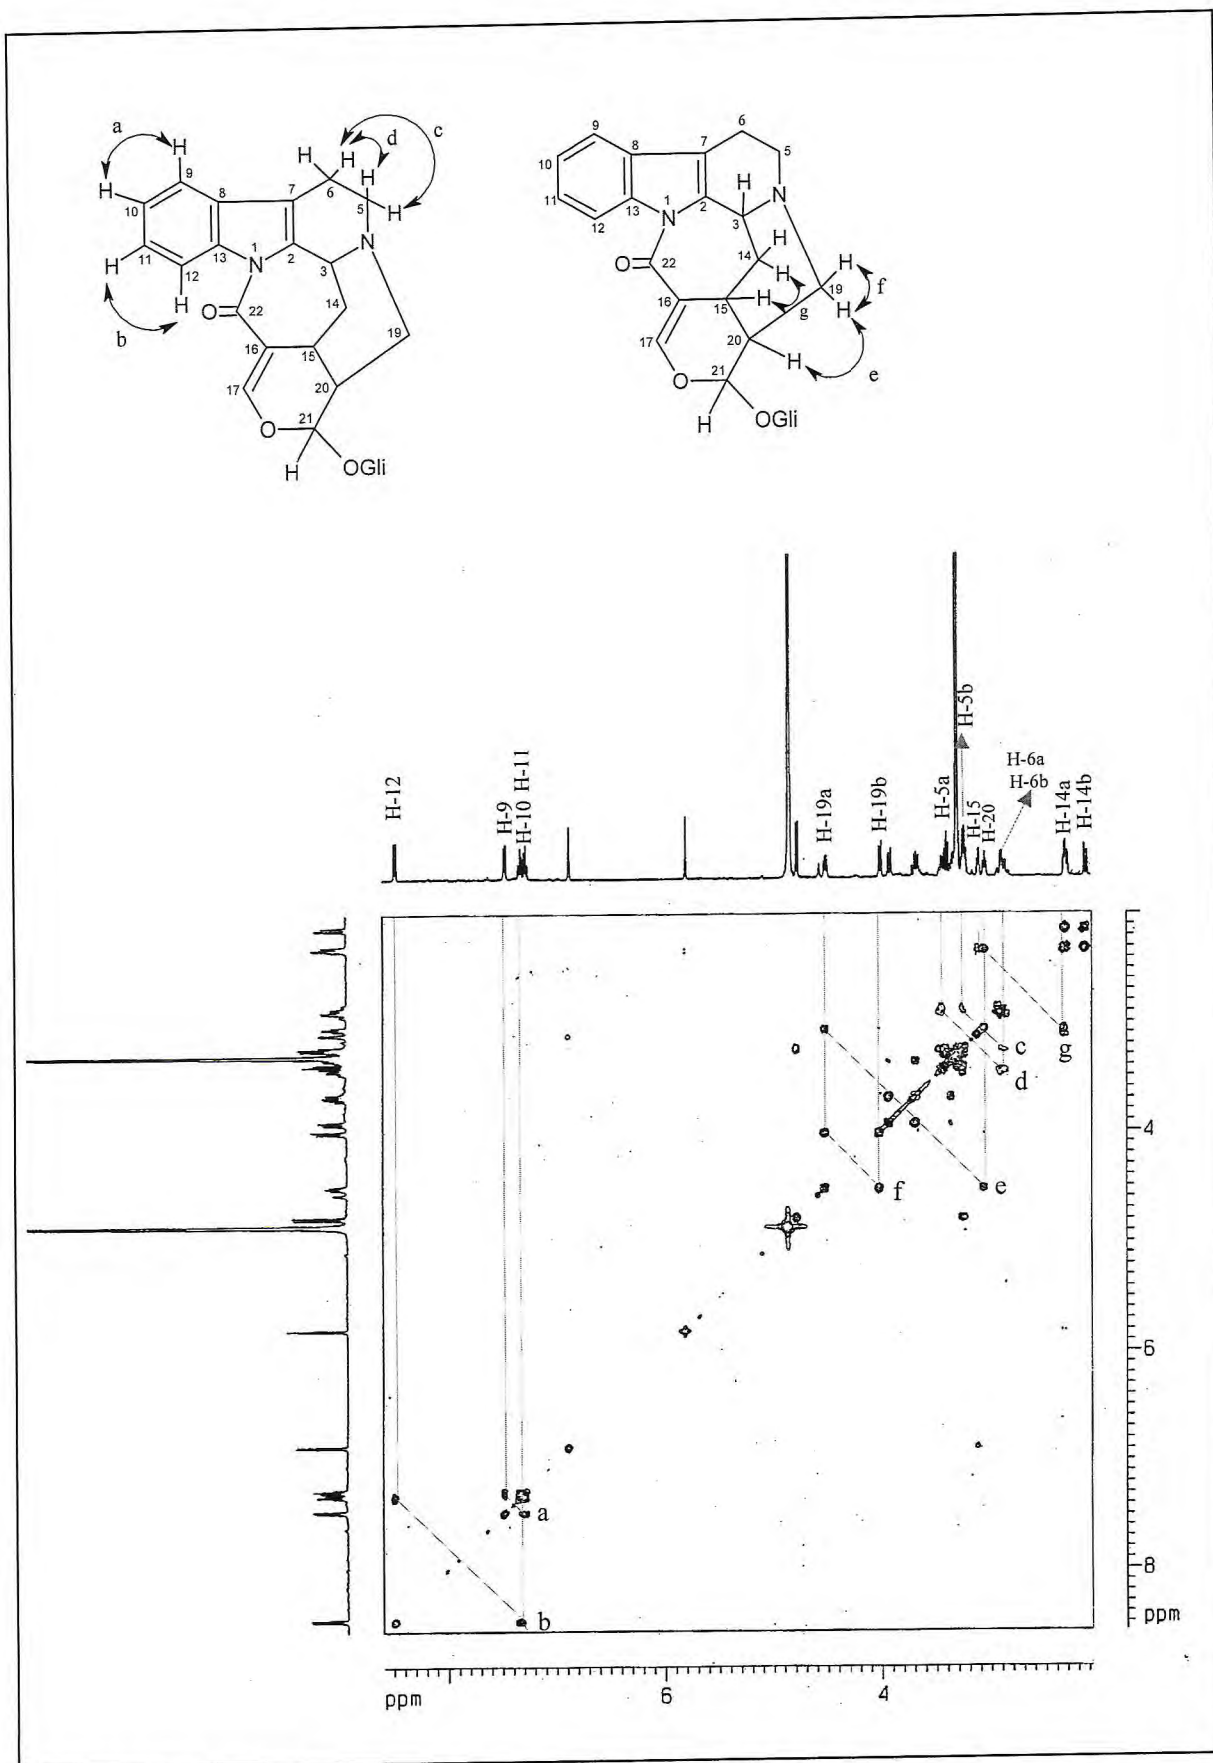 a
H
H
9
10
8
11
12
13
H
H
b
1
N
7
2
6
H
H
d
c
H
5
H
N
3
14
O
22
16
15
19
17
20
O
21
H
OGli
9
10
8
11
12
13
7
6
5
1
N
2
H
3
N
14
H
H
O
22
16
15
H
g
19
H
H
f
17
20
H
e
O
21
H
OGli
H-12
H-9
H-10 H-11
H-19a
H-19b
H-5a
H-5b
H-15
H-20
H-6a
H-6b
H-14a
H-14b
c
g
d
4
f
e
6
a
8
b
ppm
ppm
6
4